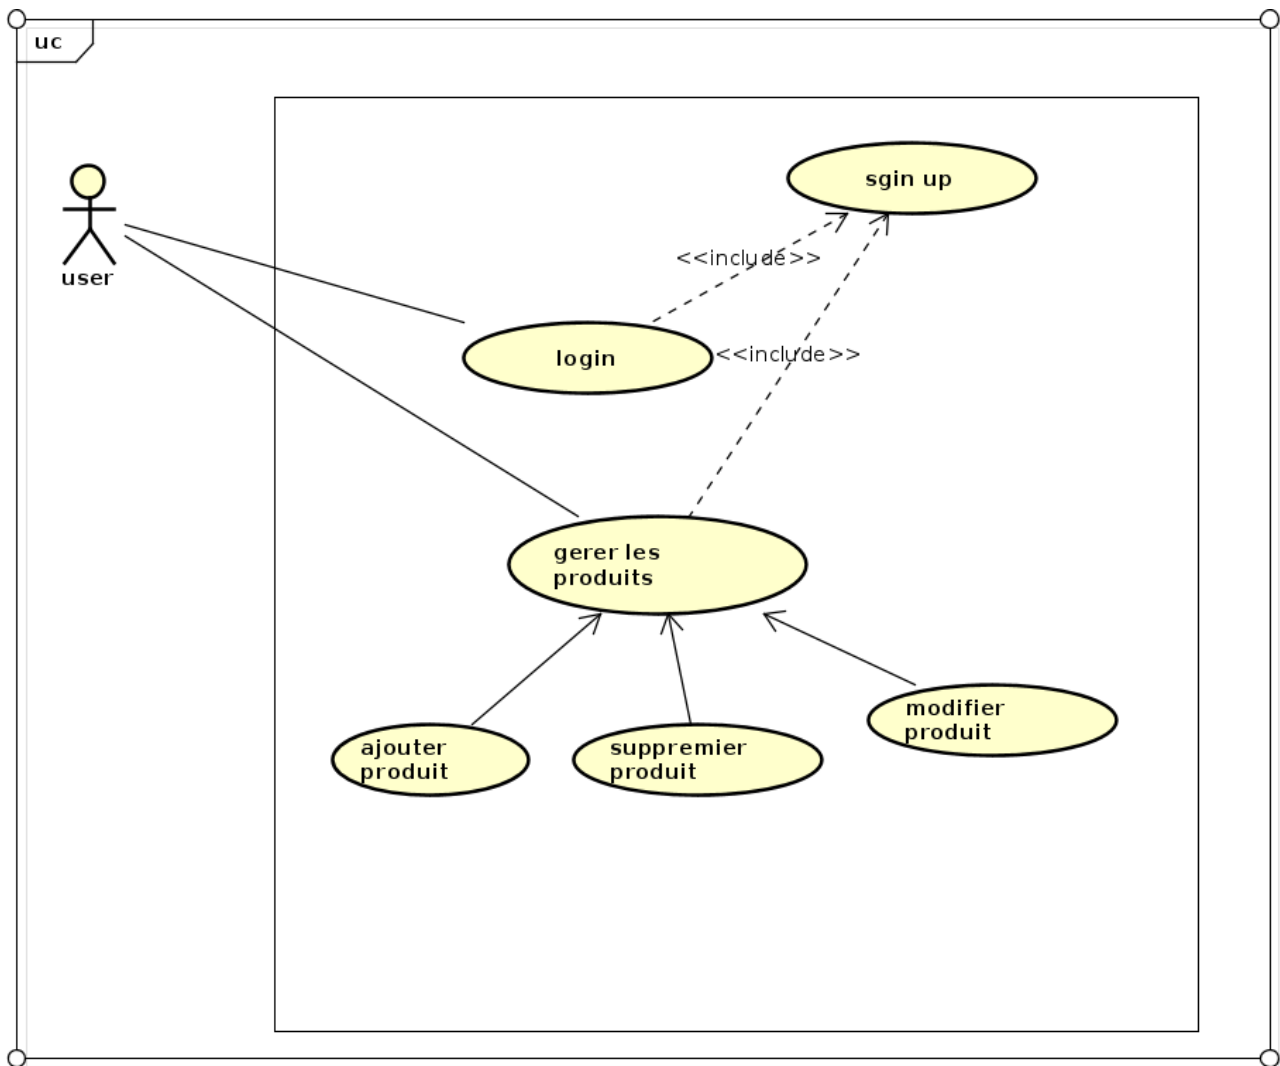 uc
sgin up
<<include>>
user
login
<<include>>
gerer les
produits
ajouter
produit
suppremier
produit
modifier
produit